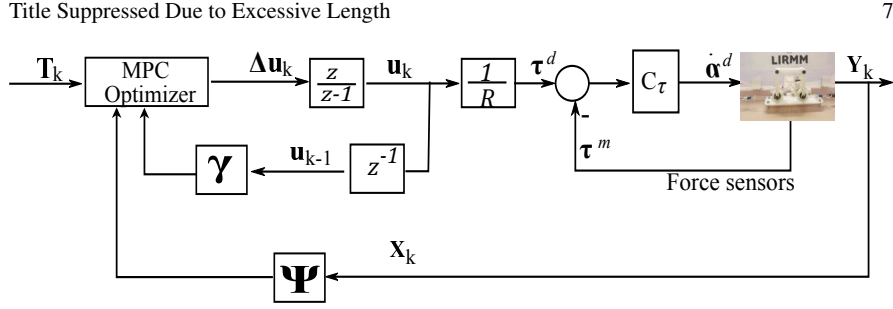 Title Suppressed Due to Excessive Length 7
T_k
MPC
Optimizer
Δu_k
z
z-1
u_k
1
R
τ^d
C_τ
α̇^d
LIRMM
Y_k
-
τ^m
Force sensors
γ
u_{k-1}
z^{-1}
X_k
Ψ